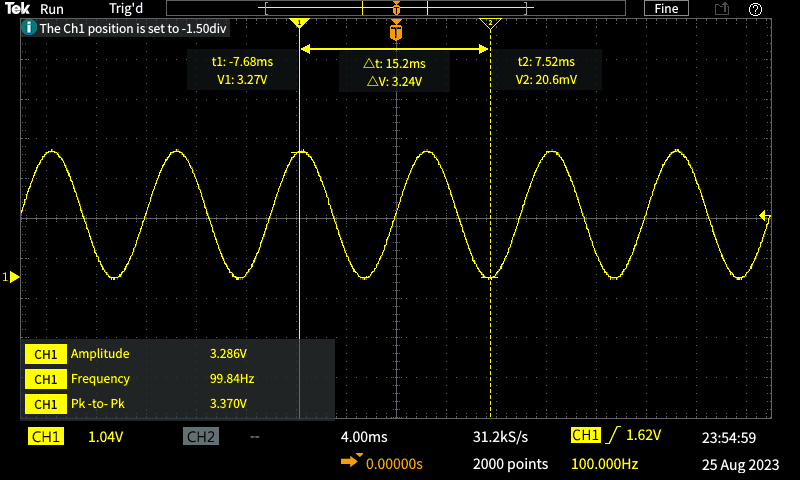 Tek Run Trig'd T Fine ?
i The Ch1 position is set to -1.50div
1 T 2
t1: -7.68ms △t: 15.2ms t2: 7.52ms
V1: 3.27V △V: 3.24V V2: 20.6mV
1
CH1 Amplitude 3.286V
CH1 Frequency 99.84Hz
CH1 Pk -to- Pk 3.370V
CH1 1.04V CH2 -- 4.00ms 31.2kS/s CH1 1.62V 23:54:59
0.00000s 2000 points 100.000Hz 25 Aug 2023